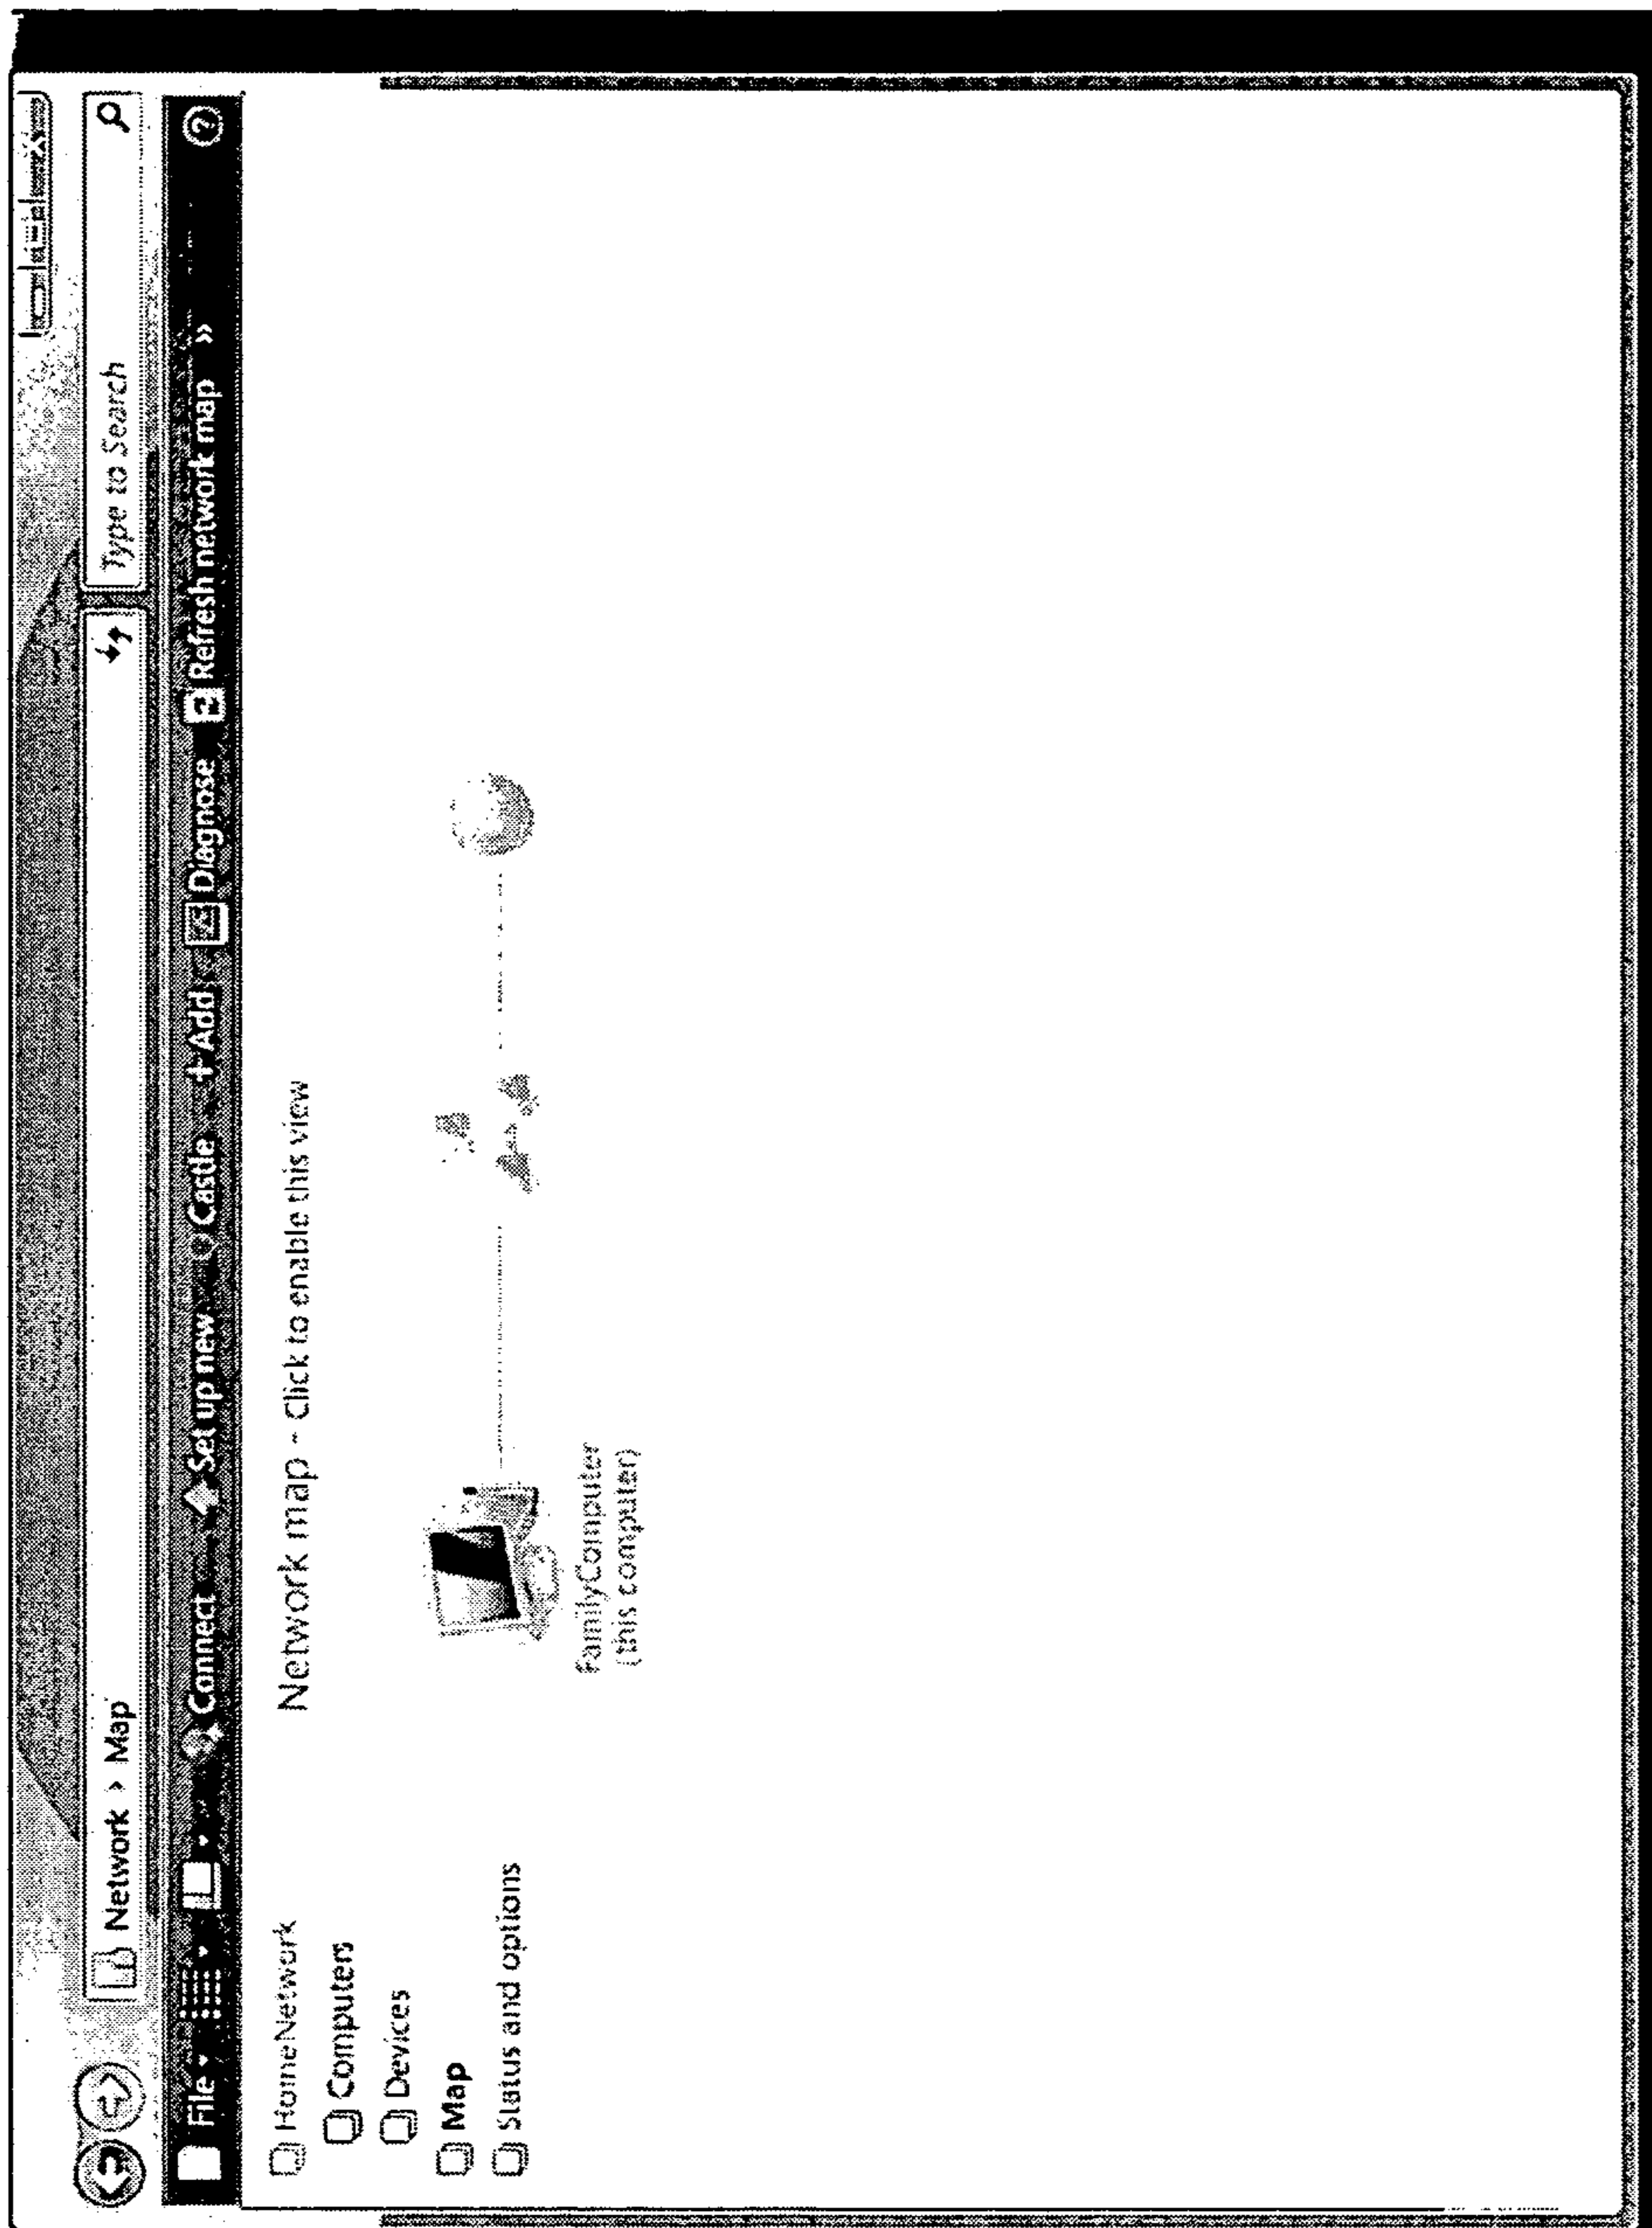 Network › Map
Type to Search
File Connect Set up new Castle + Add Diagnose Refresh network map »
HomeNetwork
Computers
Devices
Map
Status and options
Network map - Click to enable this view
FamilyComputer
(this computer)